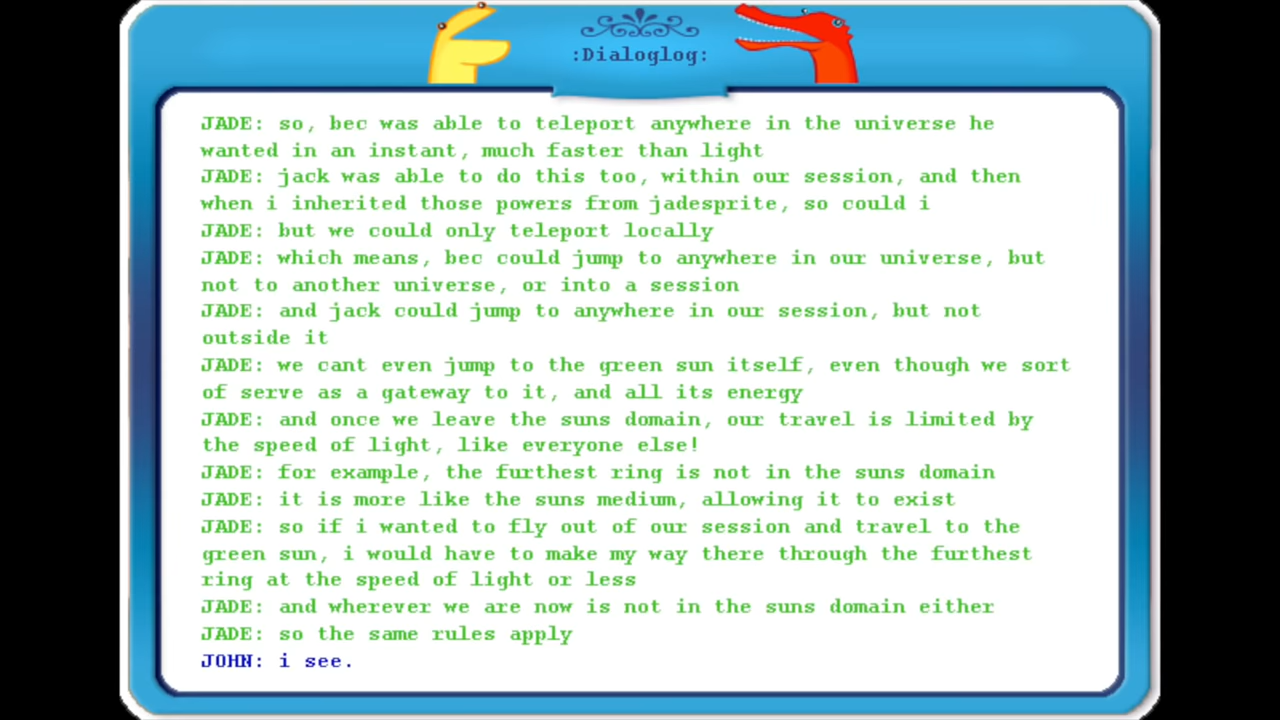 :Dialoglog:
JADE: so, bec was able to teleport anywhere in the universe he
wanted in an instant, much faster than light
JADE: jack was able to do this too, within our session, and then
when i inherited those powers from jadesprite, so could i
JADE: but we could only teleport locally
JADE: which means, bec could jump to anywhere in our universe, but
not to another universe, or into a session
JADE: and jack could jump to anywhere in our session, but not
outside it
JADE: we cant even jump to the green sun itself, even though we sort
of serve as a gateway to it, and all its energy
JADE: and once we leave the suns domain, our travel is limited by
the speed of light, like everyone else!
JADE: for example, the furthest ring is not in the suns domain
JADE: it is more like the suns medium, allowing it to exist
JADE: so if i wanted to fly out of our session and travel to the
green sun, i would have to make my way there through the furthest
ring at the speed of light or less
JADE: and wherever we are now is not in the suns domain either
JADE: so the same rules apply
JOHN: i see.